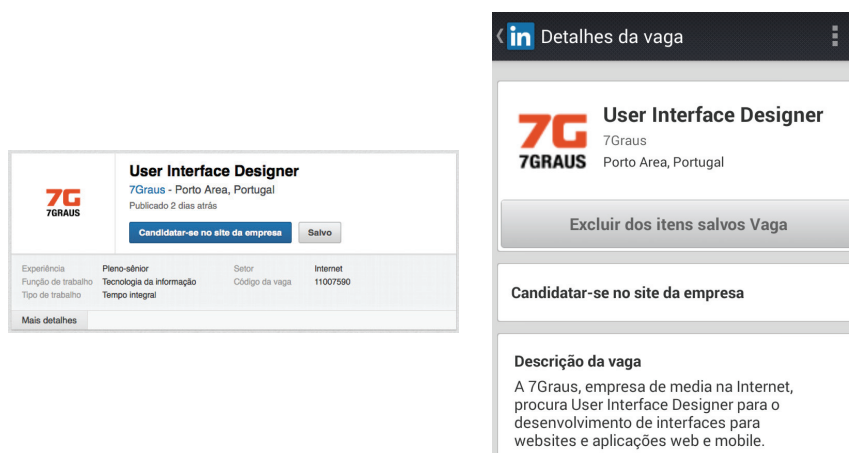 7G
7GRAUS
User Interface Designer
7Graus - Porto Area, Portugal
Publicado 2 dias atrás
Candidatar-se no site da empresa
Salvo
Experiência Pleno-sênior Setor Internet
Função de trabalho Tecnologia da informação Código da vaga 11007590
Tipo de trabalho Tempo integral
Mais detalhes
in Detalhes da vaga
7G
7GRAUS
User Interface Designer
7Graus
Porto Area, Portugal
Excluir dos itens salvos Vaga
Candidatar-se no site da empresa
Descrição da vaga
A 7Graus, empresa de media na Internet,
procura User Interface Designer para o
desenvolvimento de interfaces para
websites e aplicações web e mobile.